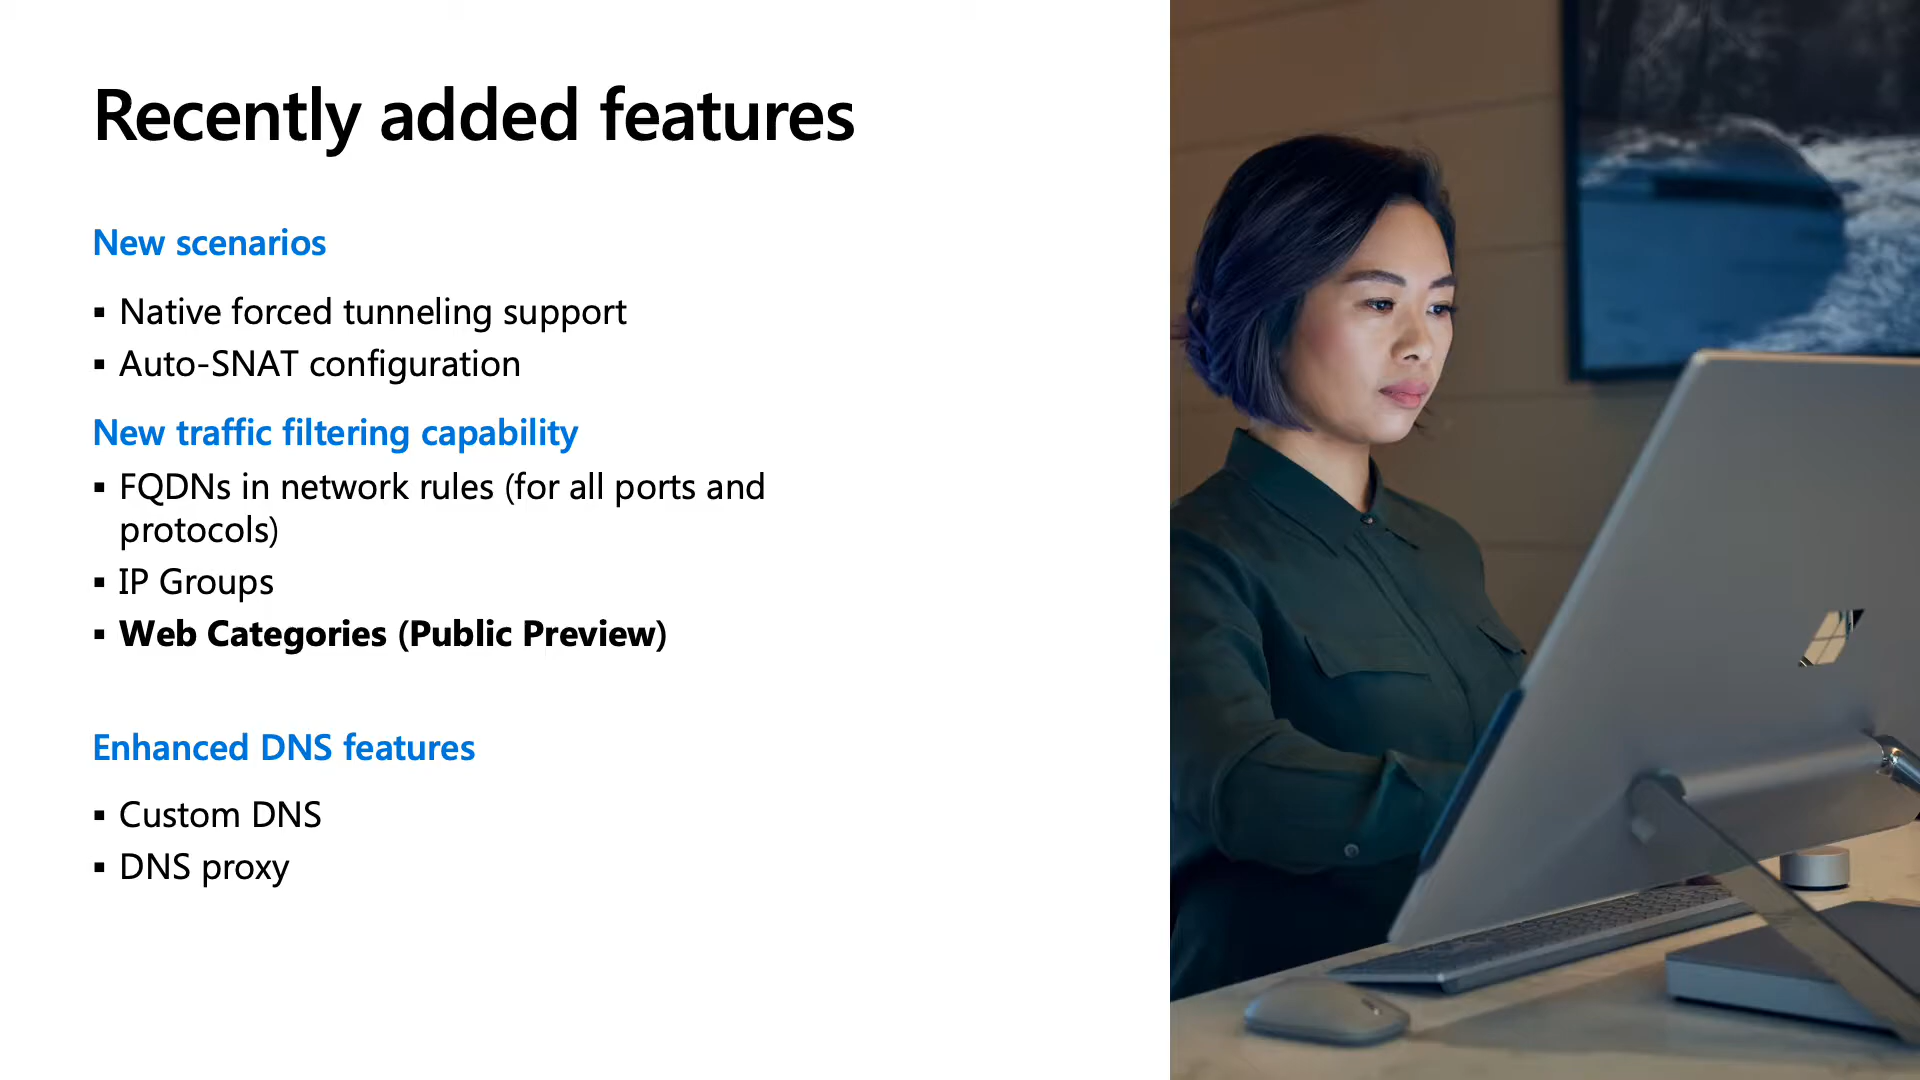 Recently added features
New scenarios
▪ Native forced tunneling support
▪ Auto-SNAT configuration
New traffic filtering capability
▪ FQDNs in network rules (for all ports and
protocols)
▪ IP Groups
▪ Web Categories (Public Preview)
Enhanced DNS features
▪ Custom DNS
▪ DNS proxy